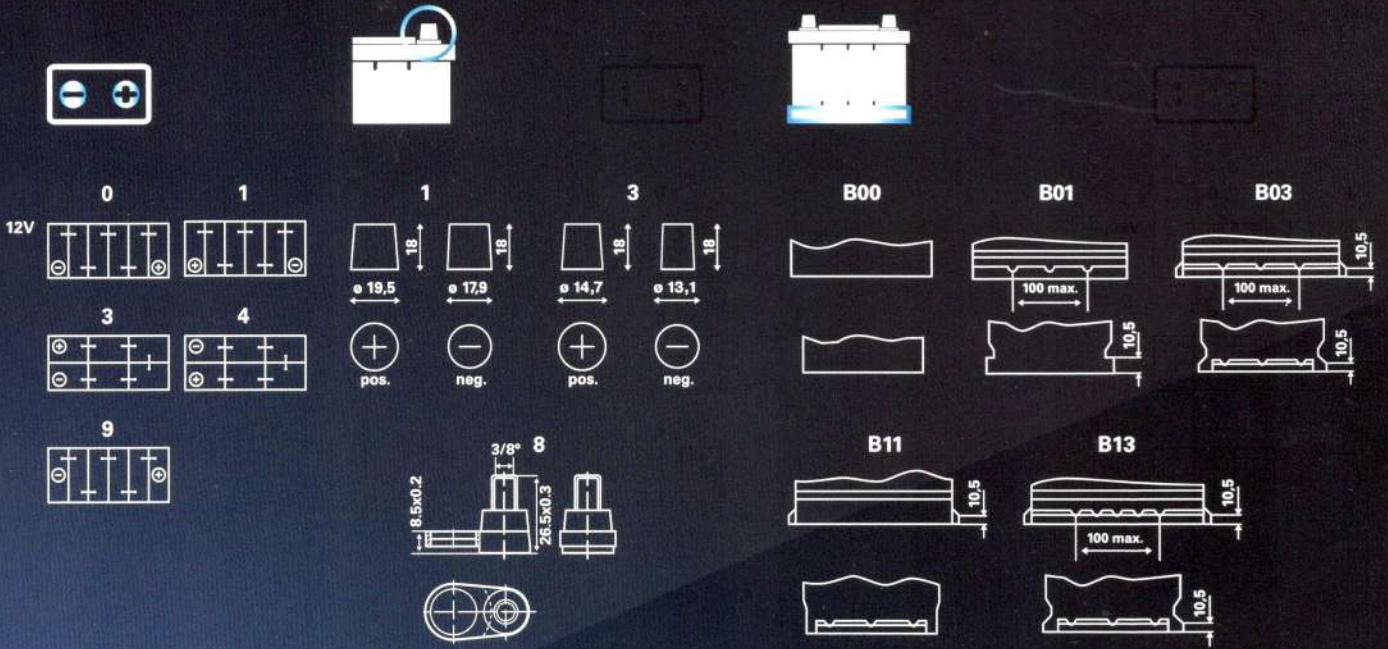 0 1
12V
3 4
9
1 3
18 18 18 18
ø 19,5 ø 17,9 ø 14,7 ø 13,1
pos. neg. pos. neg.
8
3/8°
8.5x0.2
26.5x0.3
B00 B01 B03
10,5
100 max. 100 max.
10,5 10,5
B11 B13
10,5 10,5
100 max.
10,5